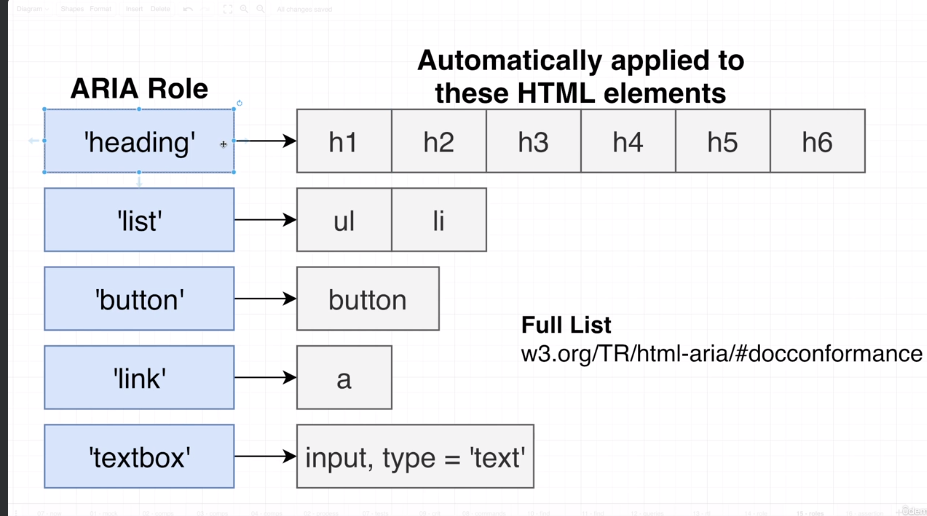 Diagram Shapes Format Insert Delete All changes saved
ARIA Role
Automatically applied to
these HTML elements
'heading' h1 h2 h3 h4 h5 h6
'list' ul li
'button' button
Full List
w3.org/TR/html-aria/#docconformance
'link' a
'textbox' input, type = 'text'